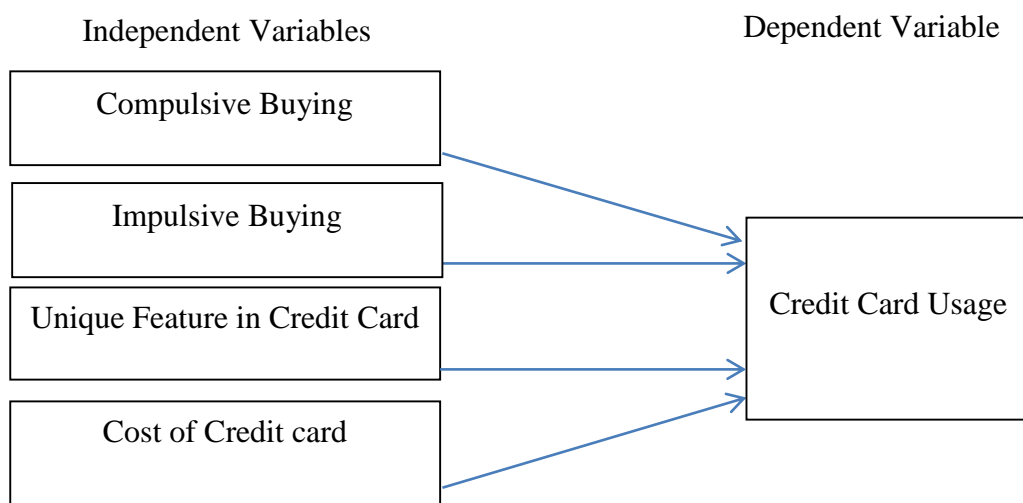 Independent Variables
Dependent Variable
Compulsive Buying
Impulsive Buying
Unique Feature in Credit Card
Cost of Credit card
Credit Card Usage